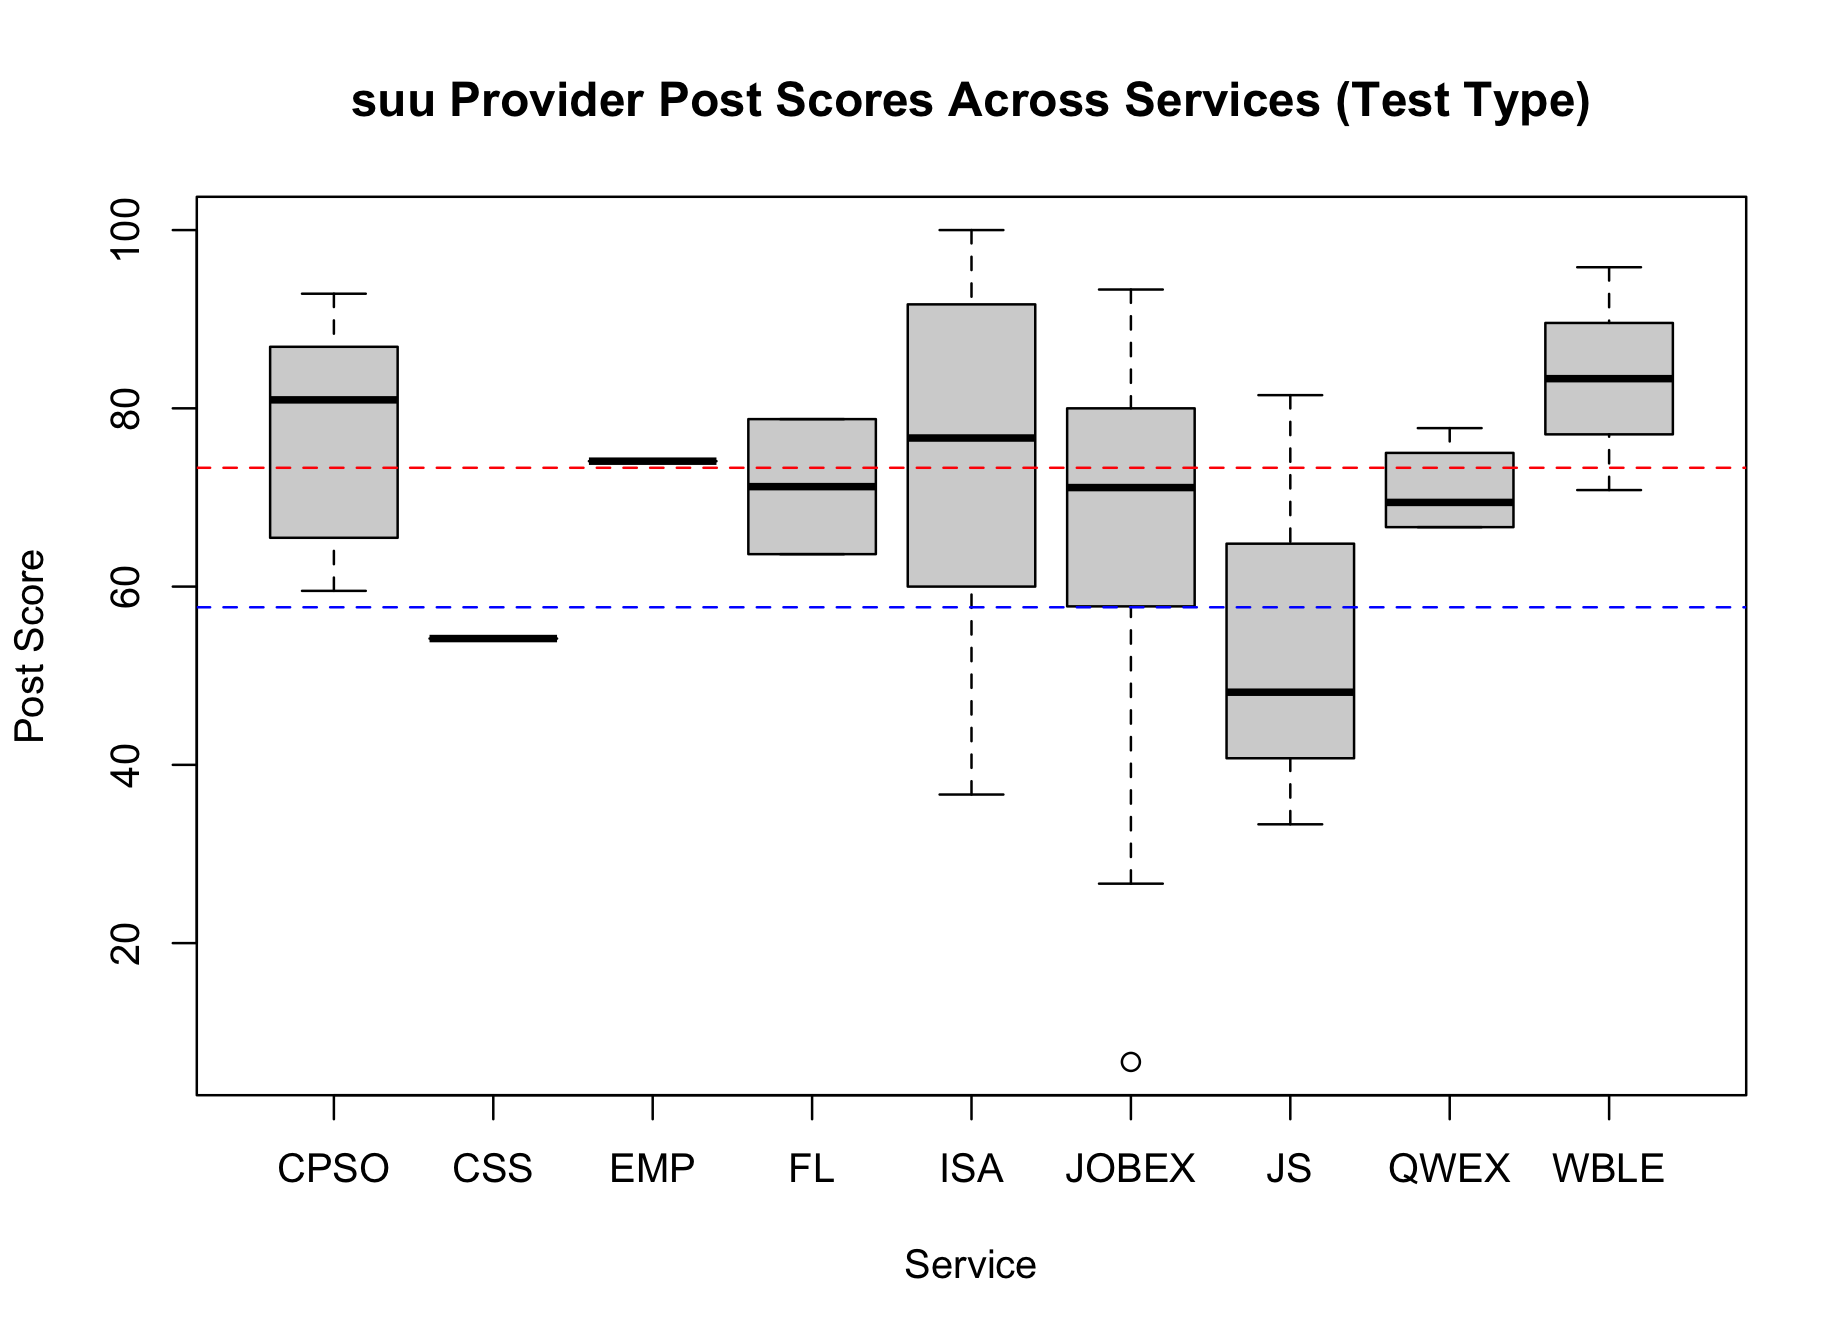 suu Provider Post Scores Across Services (Test Type)
100
80
60
40
20
Post Score
CPSO CSS EMP FL ISA JOBEX JS QWEX WBLE
Service